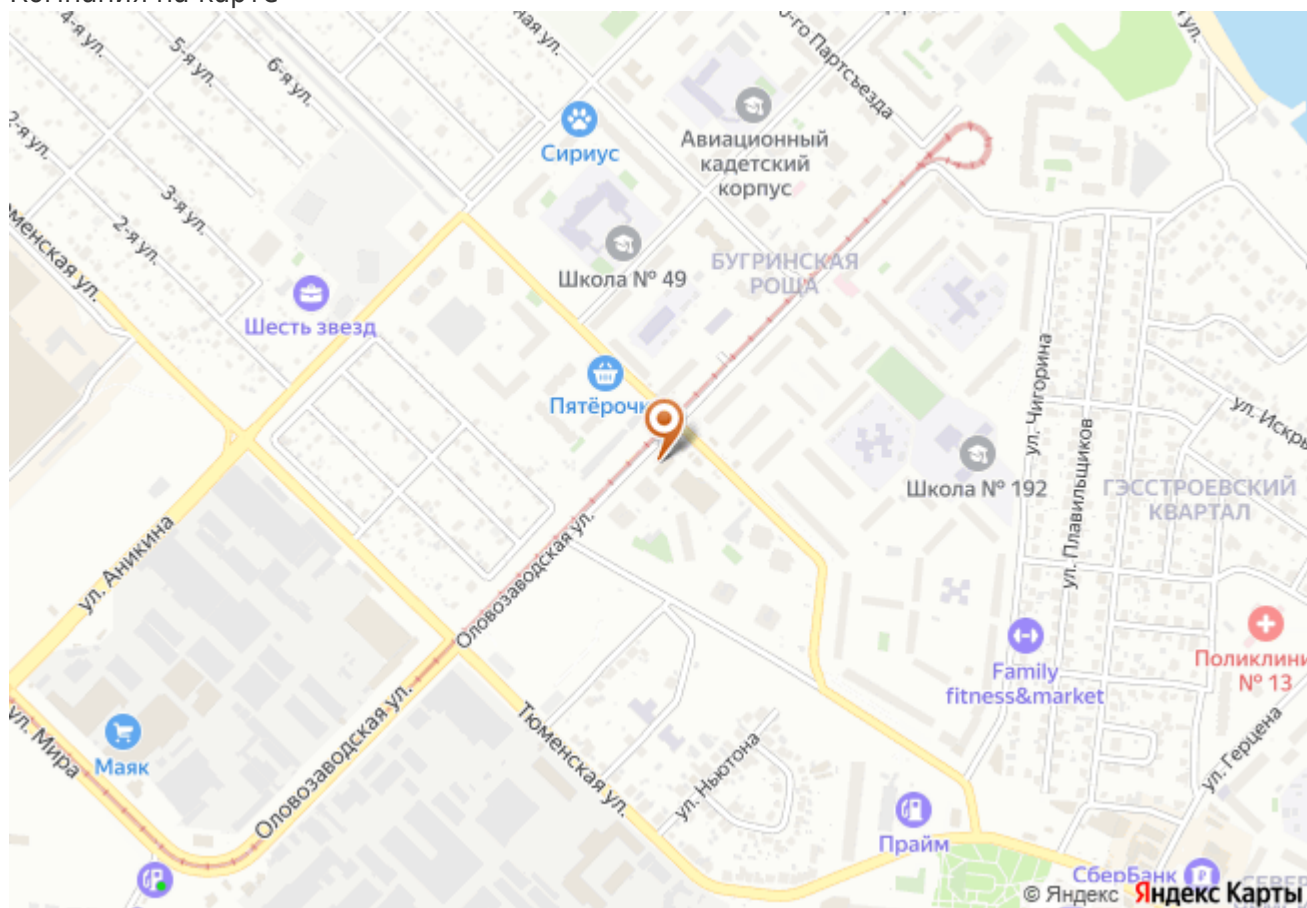 Компания на карте
4-я ул.
5-я ул.
6-я ул.
2-я ул.
3-я ул.
2-я ул.
Сириус
Авиационный
кадетский
корпус
Школа № 49
БУГРИНСКАЯ
РОЩА
Шесть звезд
Пятёрочк
ул. Чигорина
ул. Плавильщиков
ул. Искры
Школа № 192
ГЭССТРОЕВСКИЙ
КВАРТАЛ
ул. Аникина
Оловозаводская ул.
Family
fitness&market
Поликлини
№ 13
ул. Мира
Маяк
Оловозаводская ул.
Тюменская ул.
ул. Ньютона
ул. Герцена
Прайм
СберБанк
© Яндекс Яндекс Карты